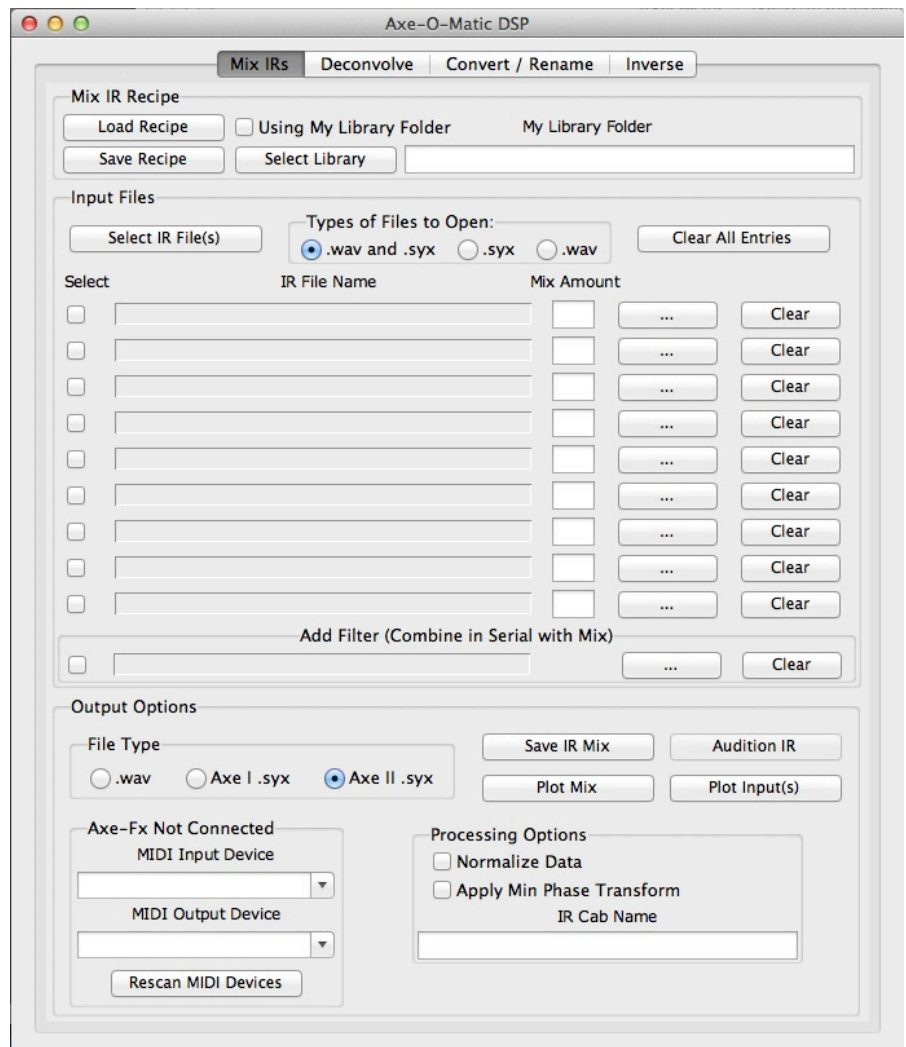 Axe-O-Matic DSP
Mix IRs Deconvolve Convert / Rename Inverse
Mix IR Recipe
Load Recipe Using My Library Folder My Library Folder
Save Recipe Select Library
Input Files
Types of Files to Open:
Select IR File(s) .wav and .syx .syx .wav Clear All Entries
Select IR File Name Mix Amount
... Clear
... Clear
... Clear
... Clear
... Clear
... Clear
... Clear
... Clear
... Clear
Add Filter (Combine in Serial with Mix)
... Clear
Output Options
File Type Save IR Mix Audition IR
.wav Axe I .syx Axe II .syx Plot Mix Plot Input(s)
Axe-Fx Not Connected
MIDI Input Device
MIDI Output Device
Rescan MIDI Devices
Processing Options
Normalize Data
Apply Min Phase Transform
IR Cab Name